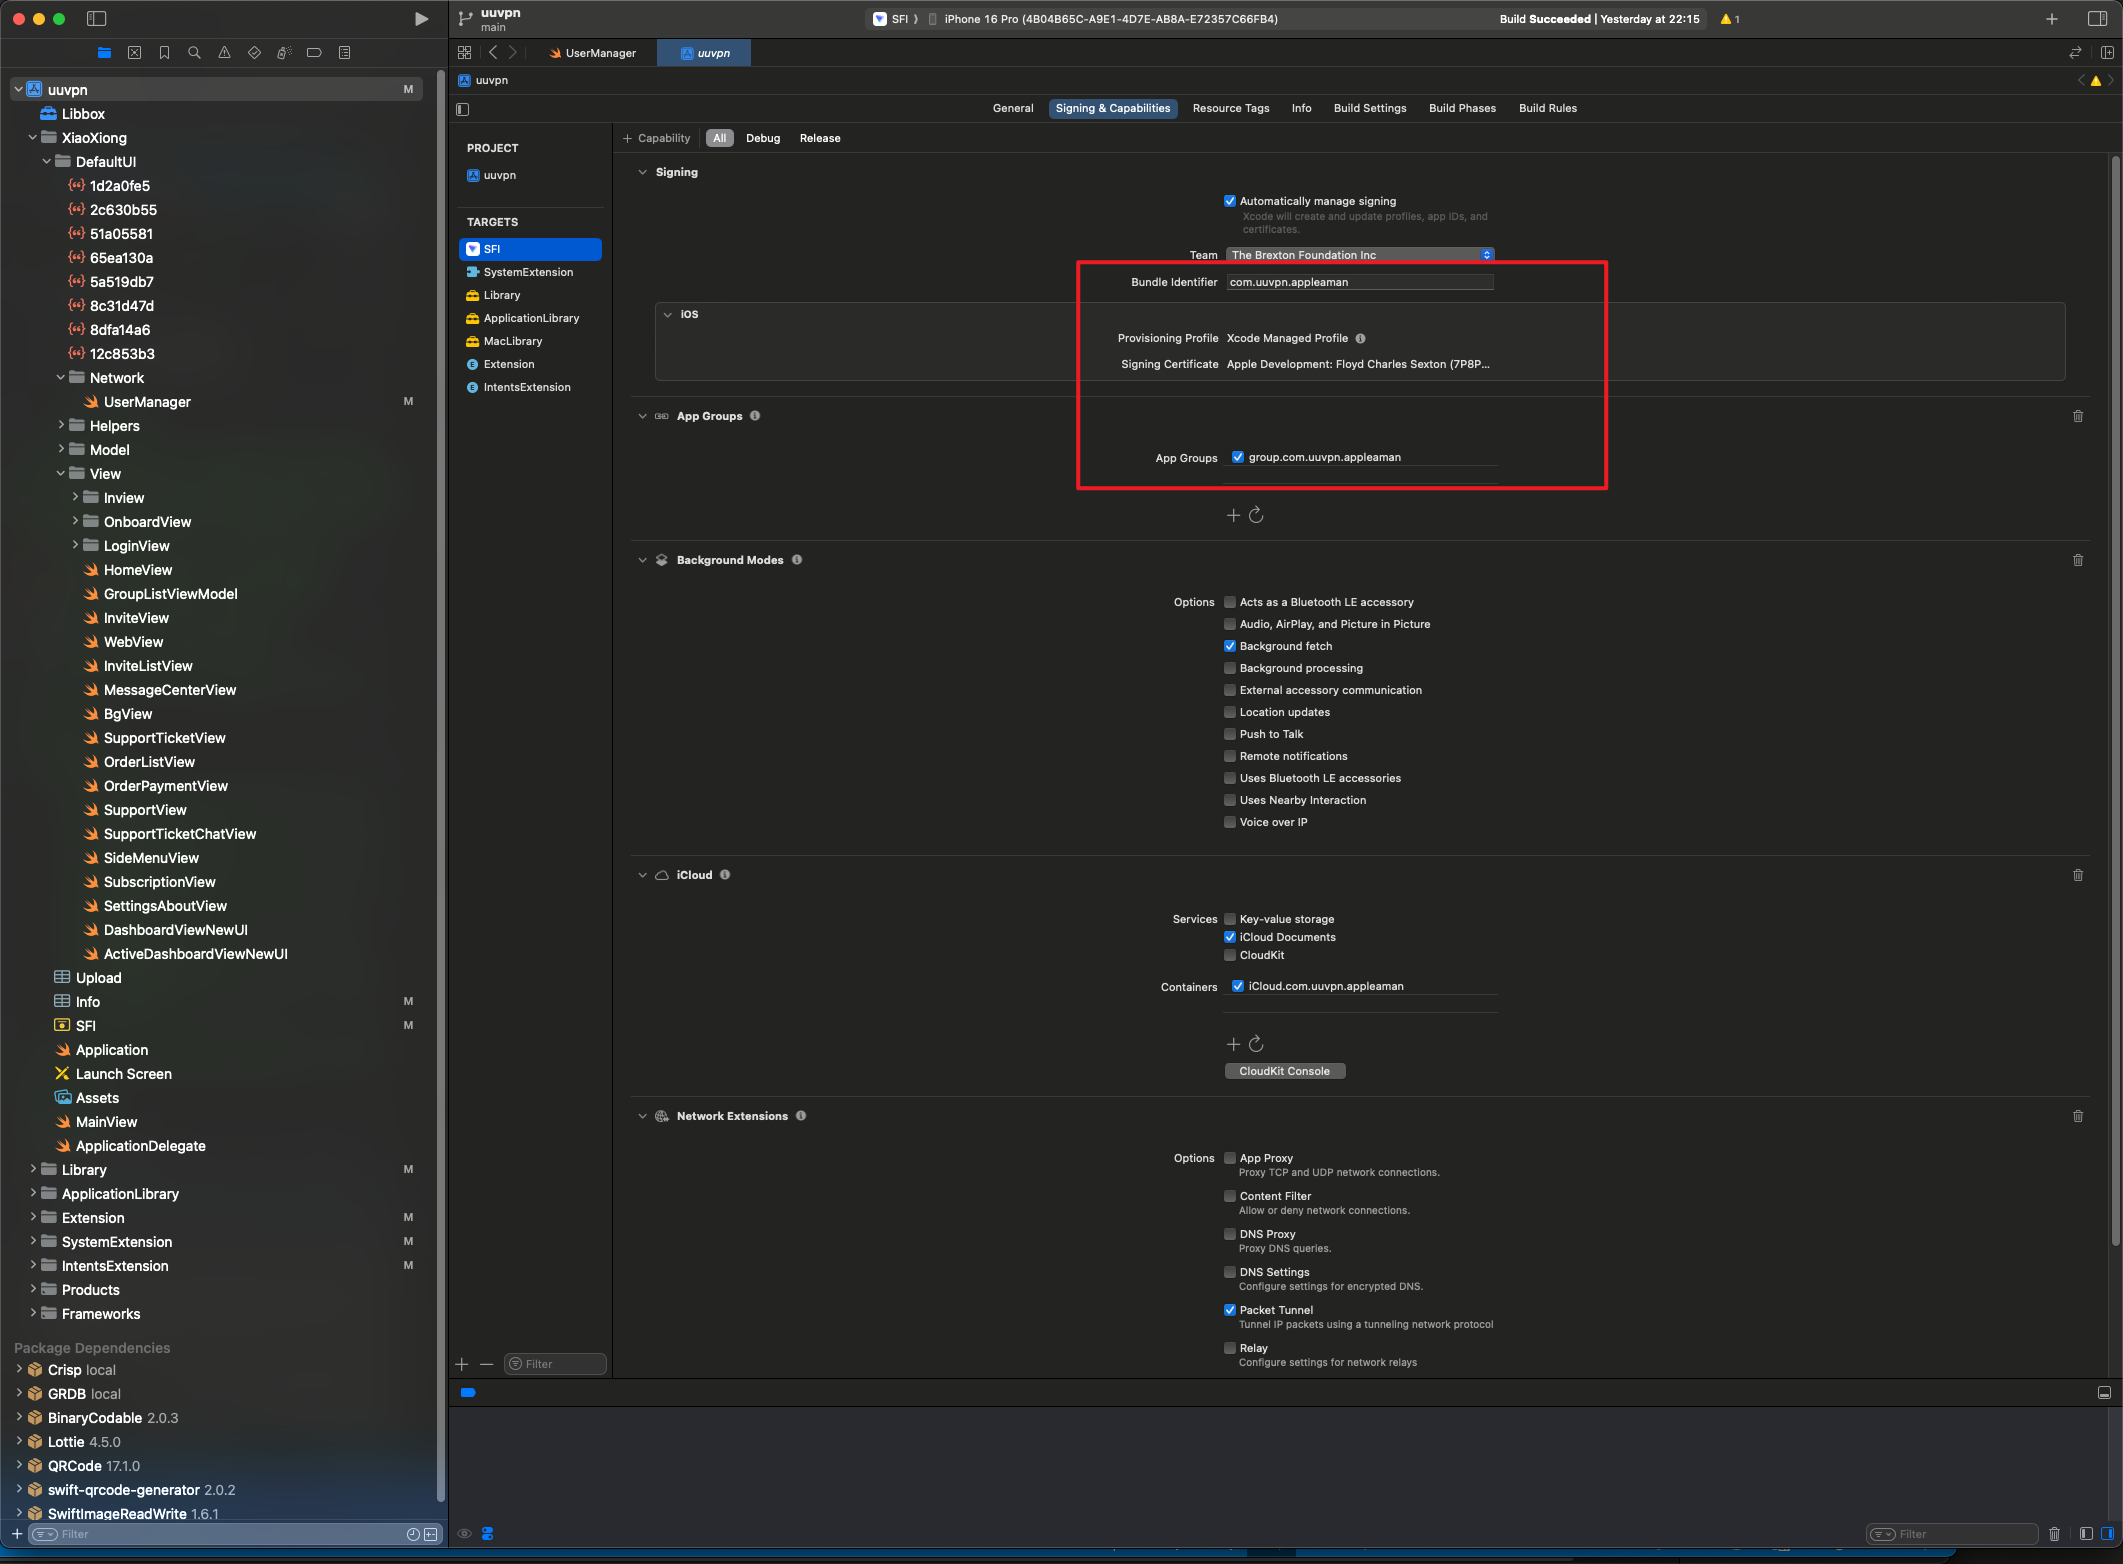 uuvpn
main
SFI
iPhone 16 Pro (4B04B65C-A9E1-4D7E-AB8A-E72357C66FB4)
Build Succeeded | Yesterday at 22:15
1
UserManager
uuvpn
uuvpn
General
Signing & Capabilities
Resource Tags
Info
Build Settings
Build Phases
Build Rules
uuvpn M
Libbox
XiaoXiong
DefaultUI
1d2a0fe5
2c630b55
51a05581
65ea130a
5a519db7
8c31d47d
8dfa14a6
12c853b3
Network
UserManager M
Helpers
Model
View
Inview
OnboardView
LoginView
HomeView
GroupListViewModel
InviteView
WebView
InviteListView
MessageCenterView
BgView
SupportTicketView
OrderListView
OrderPaymentView
SupportView
SupportTicketChatView
SideMenuView
SubscriptionView
SettingsAboutView
DashboardViewNewUI
ActiveDashboardViewNewUI
Upload
Info M
SFI M
Application
Launch Screen
Assets
MainView
ApplicationDelegate
Library M
ApplicationLibrary
Extension M
SystemExtension M
IntentsExtension M
Products
Frameworks
Package Dependencies
Crisp local
GRDB local
BinaryCodable 2.0.3
Lottie 4.5.0
QRCode 17.1.0
swift-qrcode-generator 2.0.2
SwiftImageReadWrite 1.6.1
Filter
PROJECT
uuvpn
TARGETS
SFI
SystemExtension
Library
ApplicationLibrary
MacLibrary
Extension
IntentsExtension
Filter
Capability
All
Debug
Release
Signing
Automatically manage signing
Xcode will create and update profiles, app IDs, and
certificates.
Team The Brexton Foundation Inc
Bundle Identifier com.uuvpn.appleaman
iOS
Provisioning Profile Xcode Managed Profile
Signing Certificate Apple Development: Floyd Charles Sexton (7P8P...
App Groups
App Groups group.com.uuvpn.appleaman
Background Modes
Options Acts as a Bluetooth LE accessory
Audio, AirPlay, and Picture in Picture
Background fetch
Background processing
External accessory communication
Location updates
Push to Talk
Remote notifications
Uses Bluetooth LE accessories
Uses Nearby Interaction
Voice over IP
iCloud
Services Key-value storage
iCloud Documents
CloudKit
Containers iCloud.com.uuvpn.appleaman
CloudKit Console
Network Extensions
Options App Proxy
Proxy TCP and UDP network connections.
Content Filter
Allow or deny network connections.
DNS Proxy
Proxy DNS queries.
DNS Settings
Configure settings for encrypted DNS.
Packet Tunnel
Tunnel IP packets using a tunneling network protocol
Relay
Configure settings for network relays
Filter